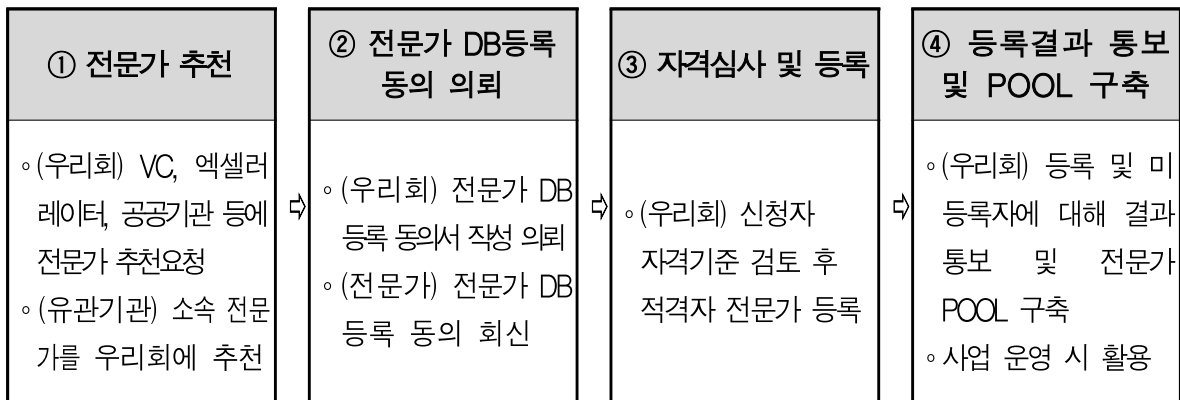 ① 전문가 추천
◦(우리회) VC, 엑셀러
레이터, 공공기관 등에
전문가 추천요청
◦(유관기관) 소속 전문
가를 우리회에 추천
⇨
② 전문가 DB등록
동의 의뢰
◦(우리회) 전문가 DB
등록 동의서 작성 의뢰
◦(전문가) 전문가 DB
등록 동의 회신
⇨
③ 자격심사 및 등록
◦(우리회) 신청자
자격기준 검토 후
적격자 전문가 등록
⇨
④ 등록결과 통보
및 POOL 구축
◦(우리회) 등록 및 미
등록자에 대해 결과
통보 및 전문가
POOL 구축
◦사업 운영 시 활용